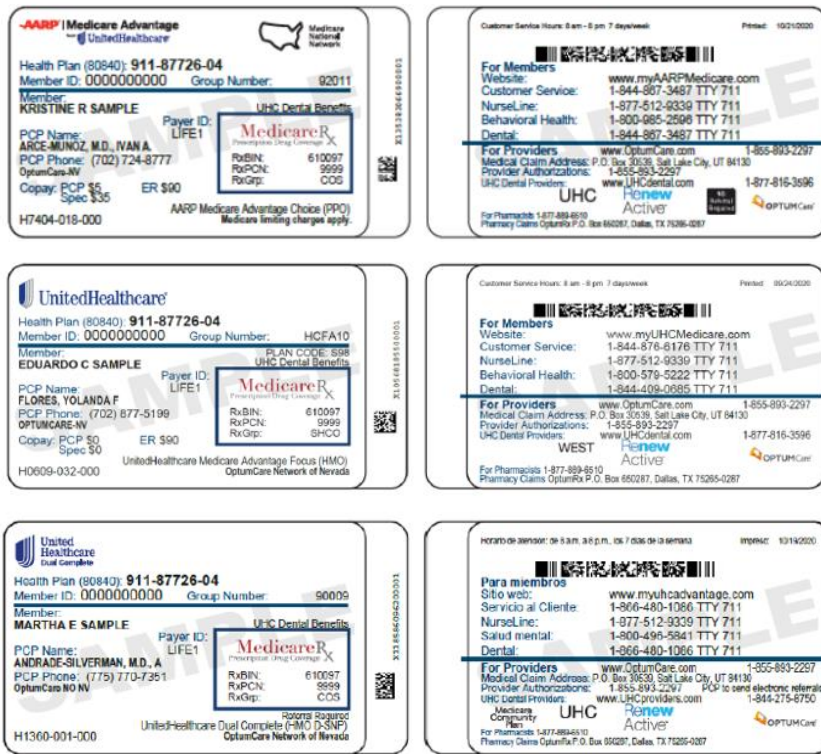 AARP | Medicare Advantage
from UnitedHealthcare
Medicare
National
Network
Health Plan (80840): 911-87726-04
Member ID: 0000000000 Group Number: 92011
Member:
KRISTINE R SAMPLE
UHC Dental Benefits
Payer ID:
LIFE1
PCP Name:
ARCE-MUNOZ, M.D., IVAN A.
PCP Phone: (702) 724-8777
OptumCare-NV
Copay: PCP $5 ER $90
Spec $35
MedicareRx
Prescription Drug Coverage
RxBIN: 610097
RxPCN: 9999
RxGrp: COS
AARP Medicare Advantage Choice (PPO)
H7404-018-000 Medicare limiting charges apply.
SAMPLE
Customer Service Hours: 8 am - 8 pm 7 days/week Printed: 10/21/2020
For Members
Website: www.myAARPMedicare.com
Customer Service: 1-844-867-3487 TTY 711
NurseLine: 1-877-512-9339 TTY 711
Behavioral Health: 1-800-985-2596 TTY 711
Dental: 1-844-867-3487 TTY 711
For Providers www.OptumCare.com 1-855-893-2297
Medical Claim Address: P.O. Box 30539, Salt Lake City, UT 84130
Provider Authorizations: 1-855-893-2297
UHC Dental Providers: www.UHCdental.com 1-877-816-3596
UHC Renew Active
No Referral Required
OPTUMCare
For Pharmacists 1-877-889-6510
Pharmacy Claims OptumRx P.O. Box 650287, Dallas, TX 75265-0287
SAMPLE
UnitedHealthcare
Health Plan (80840): 911-87726-04
Member ID: 0000000000 Group Number: HCFA10
Member: PLAN CODE: S98
EDUARDO C SAMPLE UHC Dental Benefits
Payer ID:
LIFE1
PCP Name:
FLORES, YOLANDA F
PCP Phone: (702) 877-5199
OPTUMCARE-NV
Copay: PCP $0 ER $90
Spec $0
MedicareRx
Prescription Drug Coverage
RxBIN: 610097
RxPCN: 9999
RxGrp: SHCO
UnitedHealthcare Medicare Advantage Focus (HMO)
H0609-032-000 OptumCare Network of Nevada
SAMPLE
Customer Service Hours: 8 am - 8 pm 7 days/week Printed: 09/24/2020
For Members
Website: www.myUHCMedicare.com
Customer Service: 1-844-876-6176 TTY 711
NurseLine: 1-877-512-9339 TTY 711
Behavioral Health: 1-800-579-5222 TTY 711
Dental: 1-844-409-0685 TTY 711
For Providers www.OptumCare.com 1-855-893-2297
Medical Claim Address: P.O. Box 30539, Salt Lake City, UT 84130
Provider Authorizations: 1-855-893-2297
UHC Dental Providers: www.UHCdental.com 1-877-816-3596
WEST Renew Active
OPTUMCare
For Pharmacists 1-877-889-6510
Pharmacy Claims OptumRx P.O. Box 650287, Dallas, TX 75265-0287
SAMPLE
United
Healthcare
Dual Complete
Health Plan (80840): 911-87726-04
Member ID: 0000000000 Group Number: 90009
Member:
MARTHA E SAMPLE
UHC Dental Benefits
Payer ID:
LIFE1
PCP Name:
ANDRADE-SILVERMAN, M.D., A
PCP Phone: (775) 770-7351
OptumCare NO NV
MedicareRx
Prescription Drug Coverage
RxBIN: 610097
RxPCN: 9999
RxGrp: COS
Referral Required
UnitedHealthcare Dual Complete (HMO D-SNP)
H1360-001-000 OptumCare Network of Nevada
SAMPLE
Horario de atención: de 8 a.m. a 8 p.m., los 7 días de la semana Impreso: 10/19/2020
Para miembros
Sitio web: www.myuhcadvantage.com
Servicio al Cliente: 1-866-480-1086 TTY 711
NurseLine: 1-877-512-9339 TTY 711
Salud mental: 1-800-496-5841 TTY 711
Dental: 1-866-480-1086 TTY 711
For Providers www.OptumCare.com 1-855-893-2297
Medical Claim Address: P.O. Box 30539, Salt Lake City, UT 84130
Provider Authorizations: 1-855-893-2297 PCP to send electronic referrals
UHC Dental Providers: www.UHCproviders.com 1-844-275-8750
Medicare Community Plan
UHC Renew Active
OPTUMCare
For Pharmacists 1-877-889-6510
Pharmacy Claims OptumRx P.O. Box 650287, Dallas, TX 75265-0287
SAMPLE